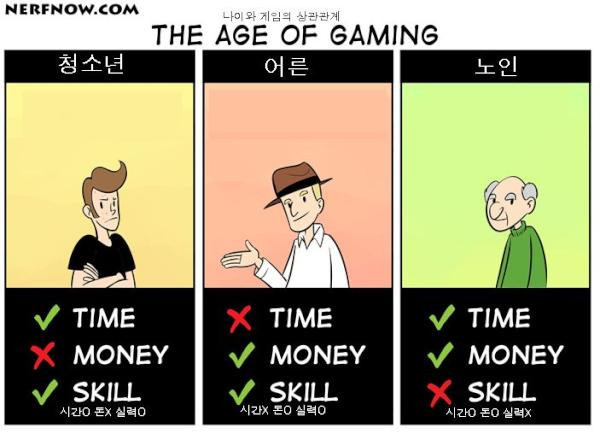 NERFNOW.COM
나이와 게임의 상관관계
THE AGE OF GAMING
청소년
어른
노인
TIME
MONEY
SKILL
시간O 돈X 실력O
TIME
MONEY
SKILL
시간X 돈O 실력O
TIME
MONEY
SKILL
시간O 돈O 실력X